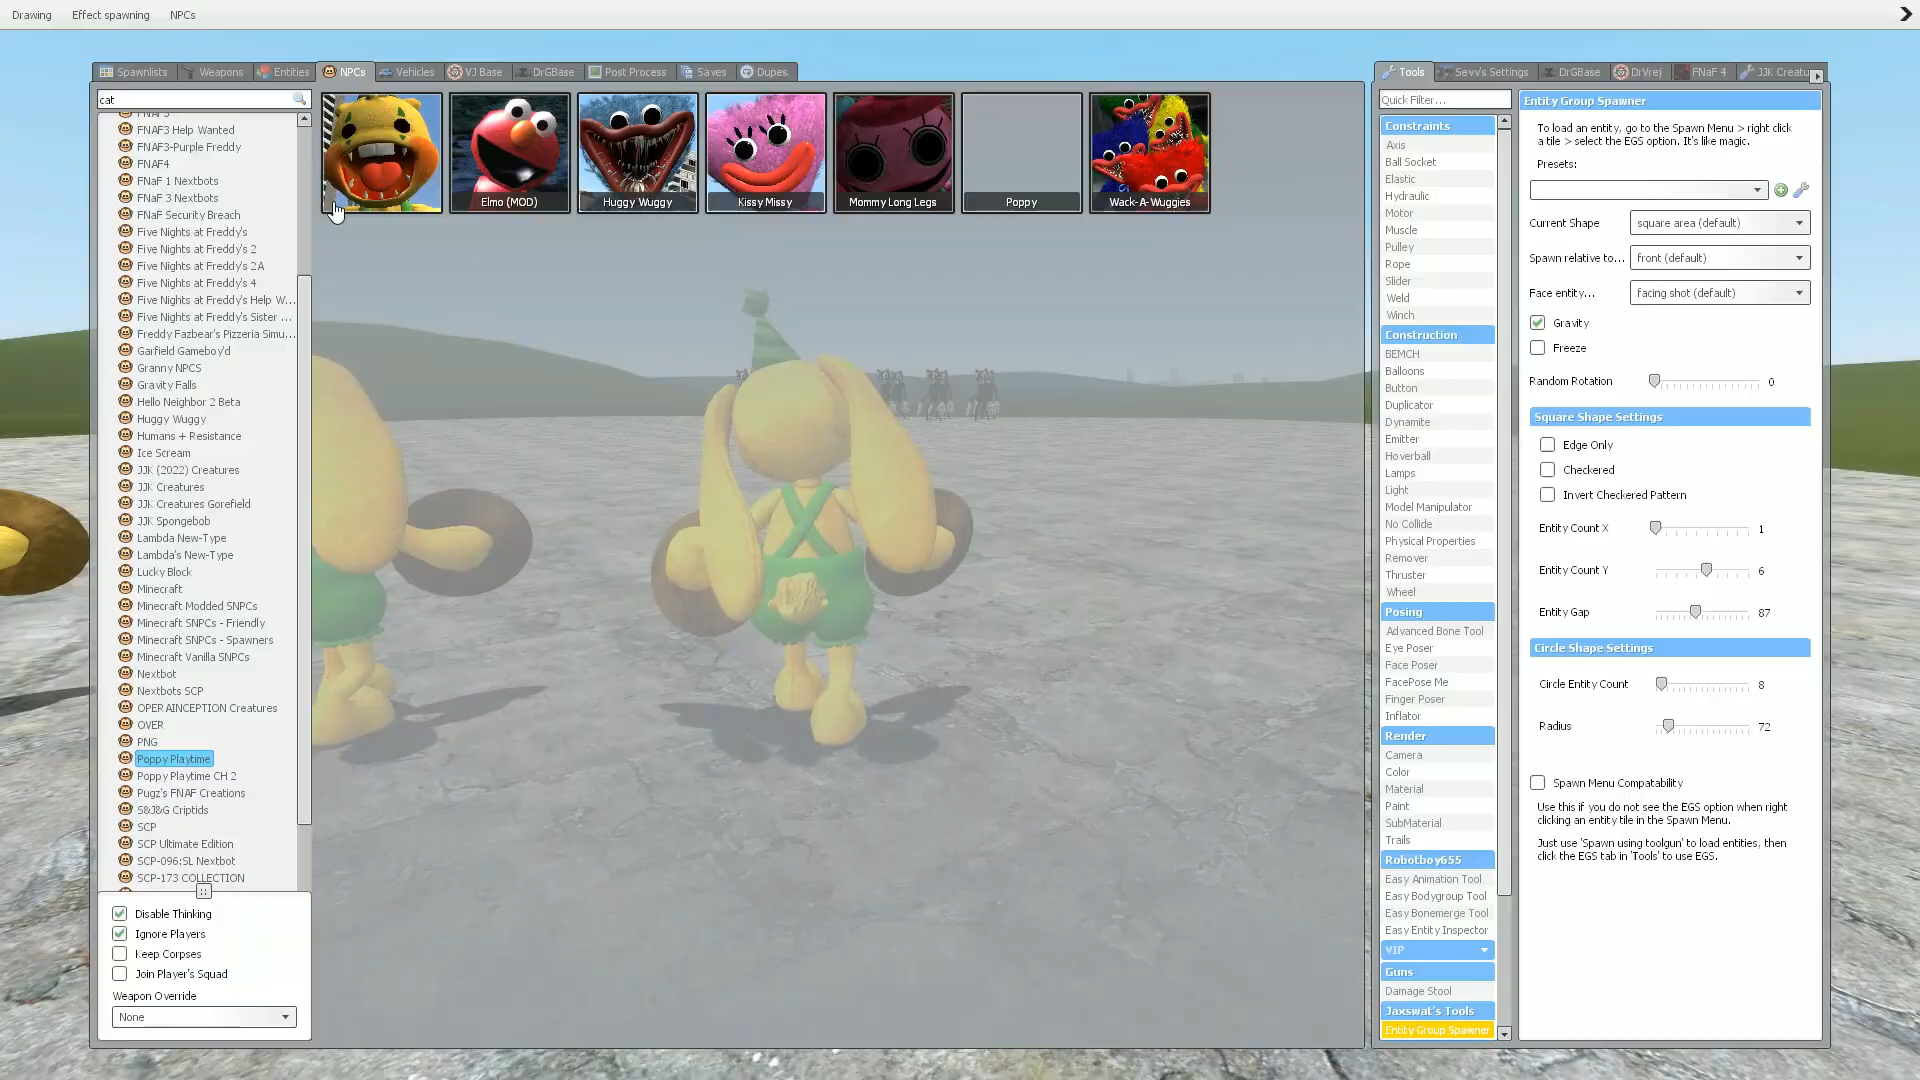 Drawing Effect spawning NPCs
Spawnlists Weapons Entities NPCs Vehicles VJ Base DrGBase Post Process Saves Dupes
cat
FNAF3 Help Wanted
FNAF3-Purple Freddy
FNAF4
FNaF 1 Nextbots
FNaF 3 Nextbots
FNaF Security Breach
Five Nights at Freddy's
Five Nights at Freddy's 2
Five Nights at Freddy's 2A
Five Nights at Freddy's 4
Five Nights at Freddy's Help W...
Five Nights at Freddy's Sister ...
Freddy Fazbear's Pizzeria Simu...
Garfield Gameboy'd
Granny NPCS
Gravity Falls
Hello Neighbor 2 Beta
Huggy Wuggy
Humans + Resistance
Ice Scream
JJK (2022) Creatures
JJK Creatures
JJK Creatures Gorefield
JJK Spongebob
Lambda New-Type
Lambda's New-Type
Lucky Block
Minecraft
Minecraft Modded SNPCs
Minecraft SNPCs - Friendly
Minecraft SNPCs - Spawners
Minecraft Vanilla SNPCs
Nextbot
Nextbots SCP
OPERAINCEPTION Creatures
OVER
PNG
Poppy Playtime
Poppy Playtime CH 2
Pugz's FNAF Creations
S&J&G Criptids
SCP
SCP Ultimate Edition
SCP-096:SL Nextbot
SCP-173 COLLECTION
Disable Thinking
Ignore Players
Keep Corpses
Join Player's Squad
Weapon Override
None
Elmo (MOD)
Huggy Wuggy
Kissy Missy
Mommy Long Legs
Poppy
Wack-A-Wuggies
Tools Sevv's Settings DrGBase DrVrej FNaF 4 JJK Creatu
Quick Filter...
Constraints
Axis
Ball Socket
Elastic
Hydraulic
Motor
Muscle
Pulley
Rope
Slider
Weld
Winch
Construction
BEMCH
Balloons
Button
Duplicator
Dynamite
Emitter
Hoverball
Lamps
Light
Model Manipulator
No Collide
Physical Properties
Remover
Thruster
Wheel
Posing
Advanced Bone Tool
Eye Poser
Face Poser
FacePose Me
Finger Poser
Inflator
Render
Camera
Color
Material
Paint
SubMaterial
Trails
Robotboy655
Easy Animation Tool
Easy Bodygroup Tool
Easy Bonemerge Tool
Easy Entity Inspector
VIP
Guns
Damage Stool
Jaxswat's Tools
Entity Group Spawner
Entity Group Spawner
To load an entity, go to the Spawn Menu > right click
a tile > select the EGS option. It's like magic.
Presets:
Current Shape square area (default)
Spawn relative to... front (default)
Face entity... facing shot (default)
Gravity
Freeze
Random Rotation 0
Square Shape Settings
Edge Only
Checkered
Invert Checkered Pattern
Entity Count X 1
Entity Count Y 6
Entity Gap 87
Circle Shape Settings
Circle Entity Count 8
Radius 72
Spawn Menu Compatability
Use this if you do not see the EGS option when right
clicking an entity tile in the Spawn Menu.
Just use 'Spawn using toolgun' to load entities, then
click the EGS tab in 'Tools' to use EGS.